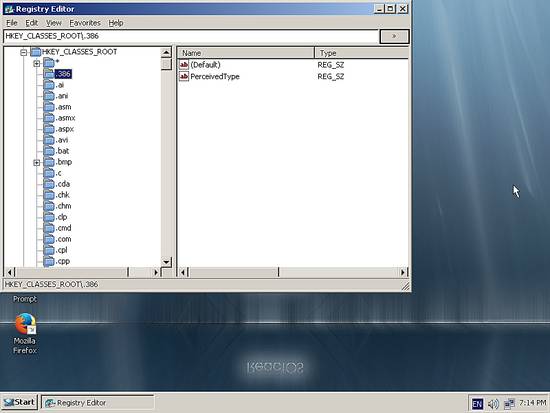 Registry Editor
File Edit View Favorites Help
HKEY_CLASSES_ROOT\.386
»
HKEY_CLASSES_ROOT
*
.386
.ai
.ani
.asm
.asmx
.aspx
.avi
.bat
.bmp
.c
.cda
.chk
.chm
.clp
.cmd
.com
.cpl
.cpp
Name Type
ab (Default) REG_SZ
ab PerceivedType REG_SZ
HKEY_CLASSES_ROOT\.386
Prompt
Mozilla
Firefox
ReactOS
Start Registry Editor EN 7:14 PM